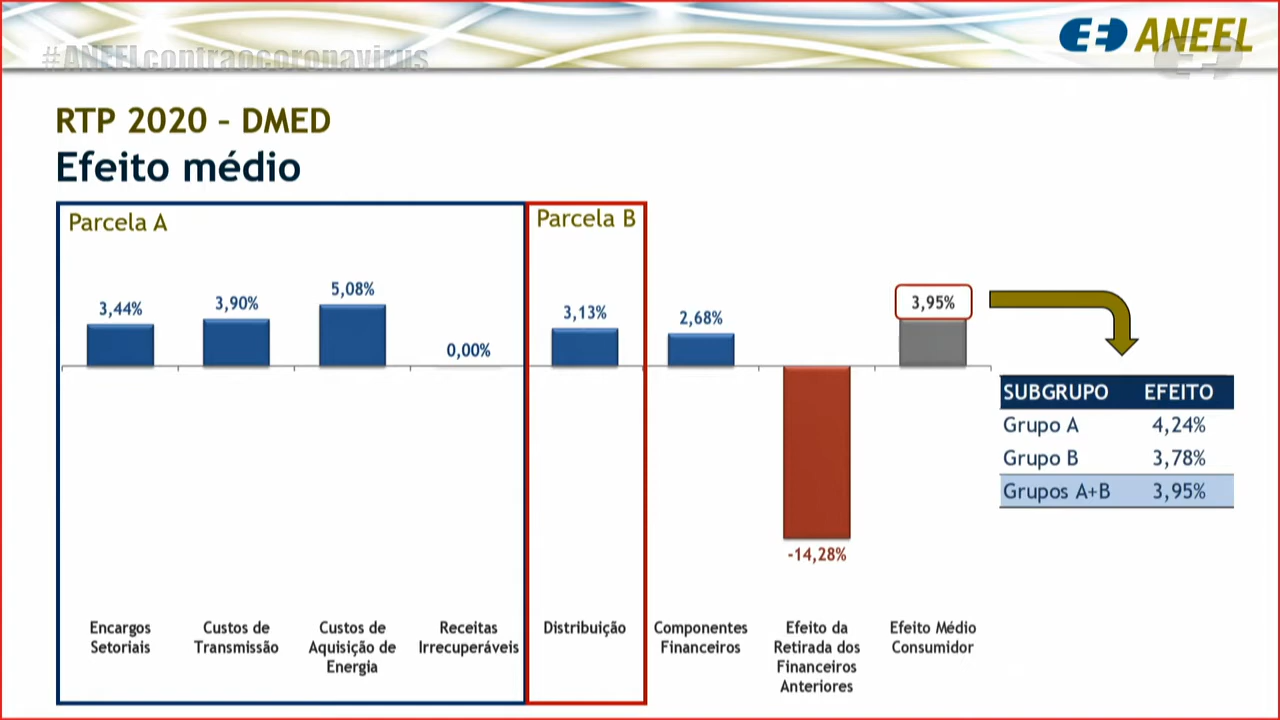 ANEEL
#ANEELcontraocoronavirus
RTP 2020 – DMED
Efeito médio
Parcela A
Parcela B
3,44%
3,90%
5,08%
0,00%
3,13%
2,68%
-14,28%
3,95%
Encargos
Setoriais
Custos de
Transmissão
Custos de
Aquisição de
Energia
Receitas
Irrecuperáveis
Distribuição
Componentes
Financeiros
Efeito da
Retirada dos
Financeiros
Anteriores
Efeito Médio
Consumidor
SUBGRUPO EFEITO
Grupo A 4,24%
Grupo B 3,78%
Grupos A+B 3,95%